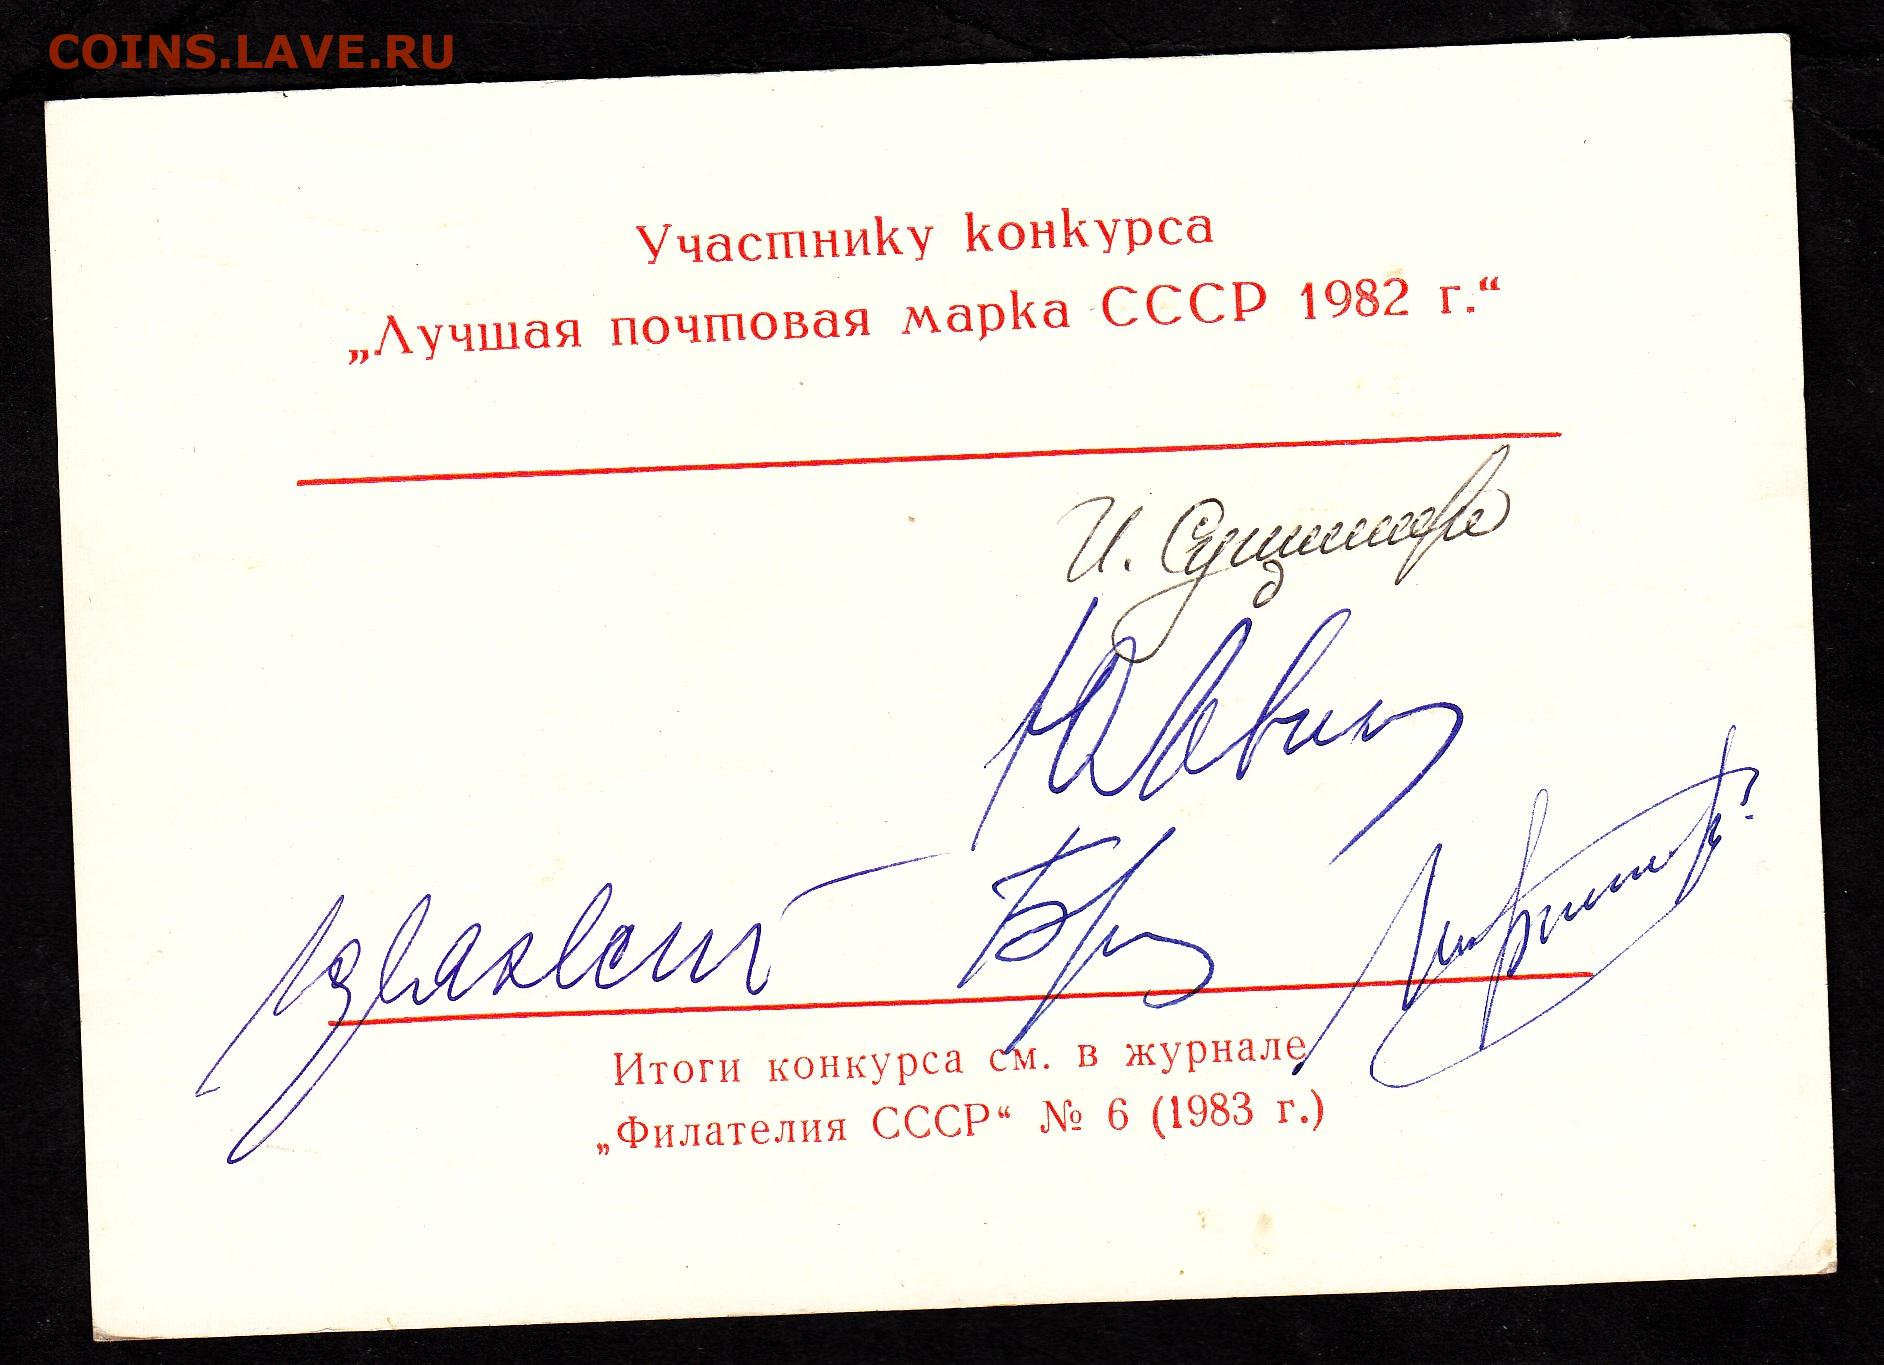 COINS.LAVE.RU
Участнику конкурса
„Лучшая почтовая марка СССР 1982 г.“
И.
Ю Левин
Итоги конкурса см. в журнале
„Филателия СССР“ № 6 (1983 г.)